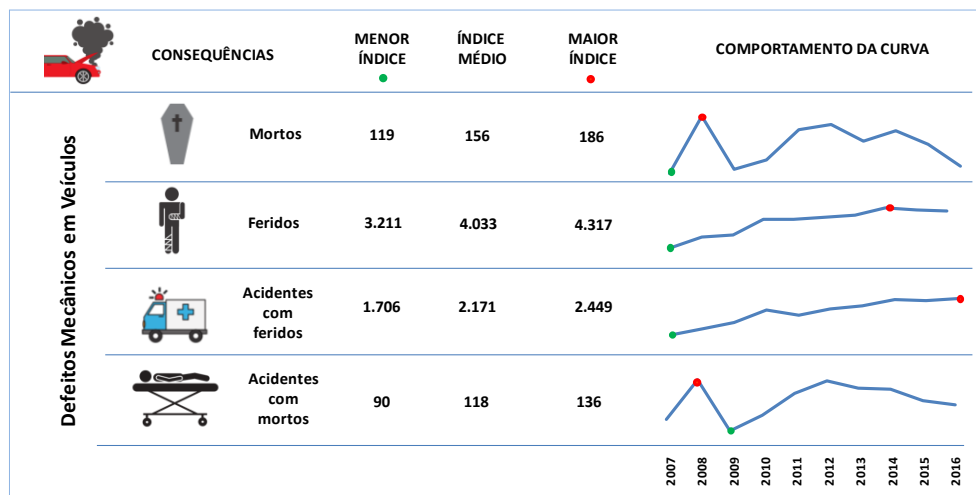 CONSEQUÊNCIAS
MENOR
ÍNDICE
ÍNDICE
MÉDIO
MAIOR
ÍNDICE
COMPORTAMENTO DA CURVA
Defeitos Mecânicos em Veículos
Mortos
119
156
186
Feridos
3.211
4.033
4.317
Acidentes
com
feridos
1.706
2.171
2.449
Acidentes
com
mortos
90
118
136
2007
2008
2009
2010
2011
2012
2013
2014
2015
2016